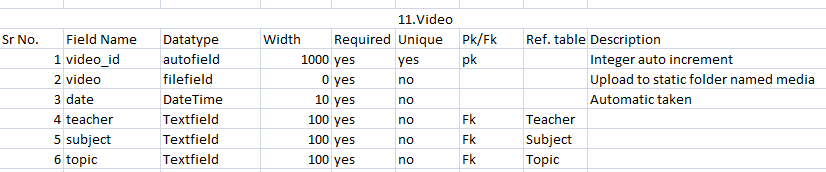 11.Video
Sr No. Field Name Datatype Width Required Unique Pk/Fk Ref. table Description
1 video_id autofield 1000 yes yes pk Integer auto increment
2 video filefield 0 yes no Upload to static folder named media
3 date DateTime 10 yes no Automatic taken
4 teacher Textfield 100 yes no Fk Teacher
5 subject Textfield 100 yes no Fk Subject
6 topic Textfield 100 yes no Fk Topic